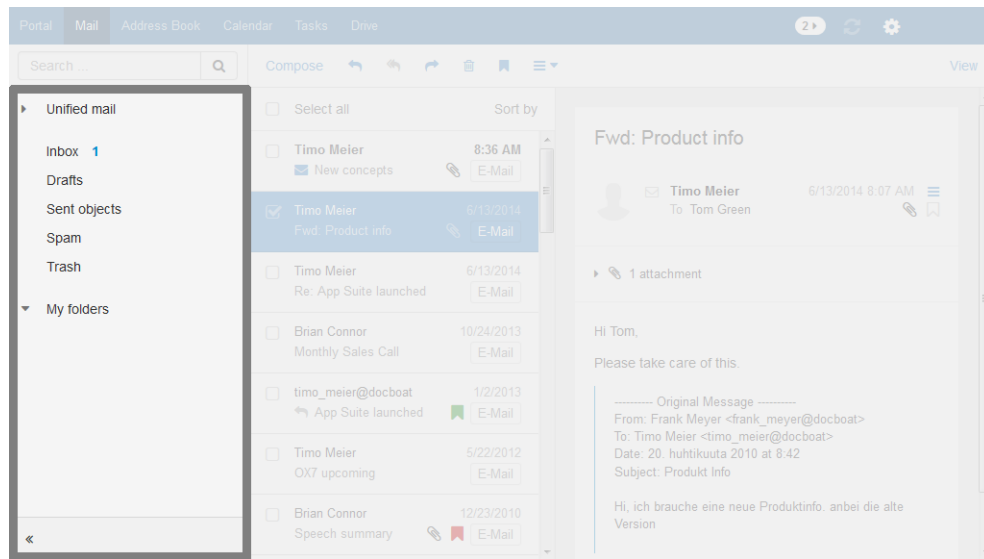 Portal Mail Address Book Calendar Tasks Drive 2
Search... Compose View
Unified mail
Inbox 1
Drafts
Sent objects
Spam
Trash
My folders
«
Select all Sort by
Timo Meier 8:36 AM
New concepts E-Mail
Timo Meier 6/13/2014
Fwd: Product info E-Mail
Timo Meier 6/13/2014
Re: App Suite launched E-Mail
Brian Connor 10/24/2013
Monthly Sales Call E-Mail
timo_meier@docboat 1/2/2013
App Suite launched E-Mail
Timo Meier 5/22/2012
OX7 upcoming E-Mail
Brian Connor 12/23/2010
Speech summary E-Mail
Fwd: Product info
Timo Meier 6/13/2014 8:07 AM
To Tom Green
1 attachment
Hi Tom,
Please take care of this.
---------- Original Message ----------
From: Frank Meyer <frank_meyer@docboat>
To: Timo Meier <timo_meier@docboat>
Date: 20. huhtikuuta 2010 at 8:42
Subject: Produkt Info
Hi, ich brauche eine neue Produktinfo. anbei die alte
Version